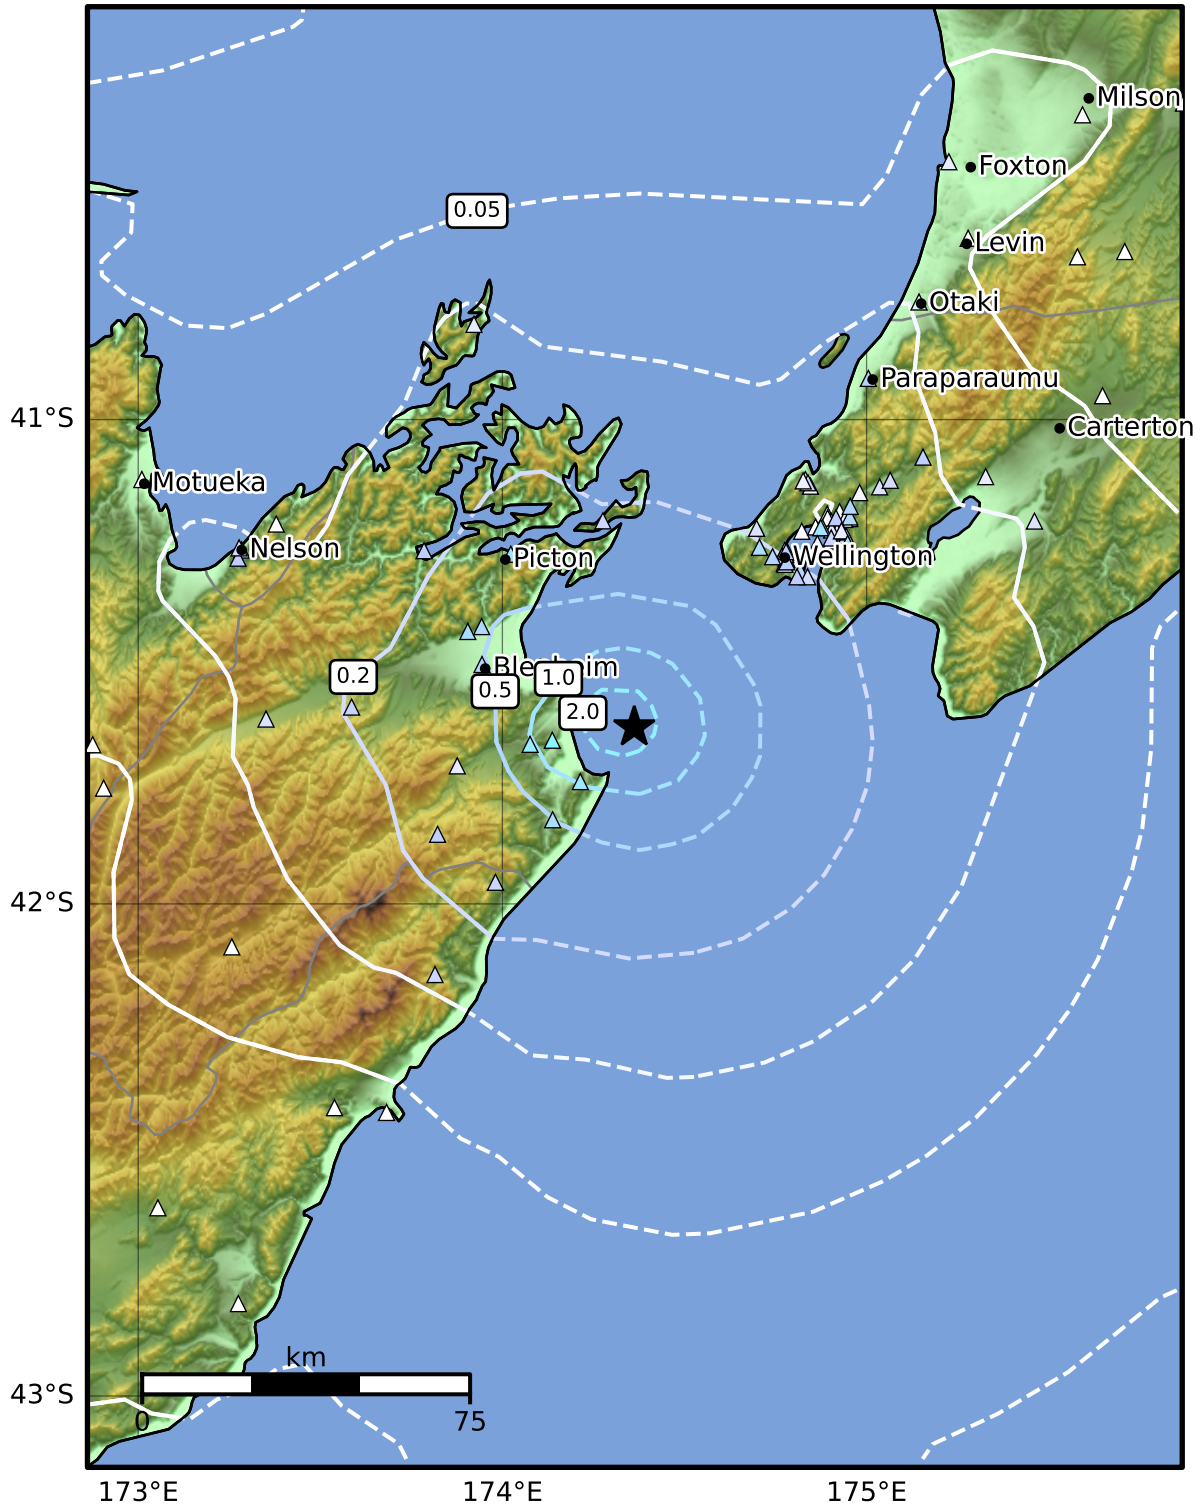 Milson
Foxton
0.05
Levin
Otaki
Paraparaumu
41°S
Carterton
Motueka
Nelson
Picton
Wellington
Blenheim
0.2
0.5
1.0
2.0
42°S
km
43°S
0
75
173°E
174°E
175°E